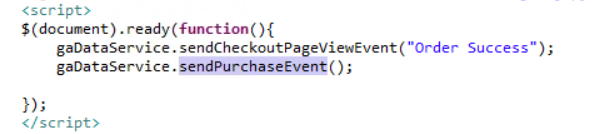 <script>
$(document).ready(function(){
    gaDataService.sendCheckoutPageViewEvent("Order Success");
    gaDataService.sendPurchaseEvent();

});
</script>